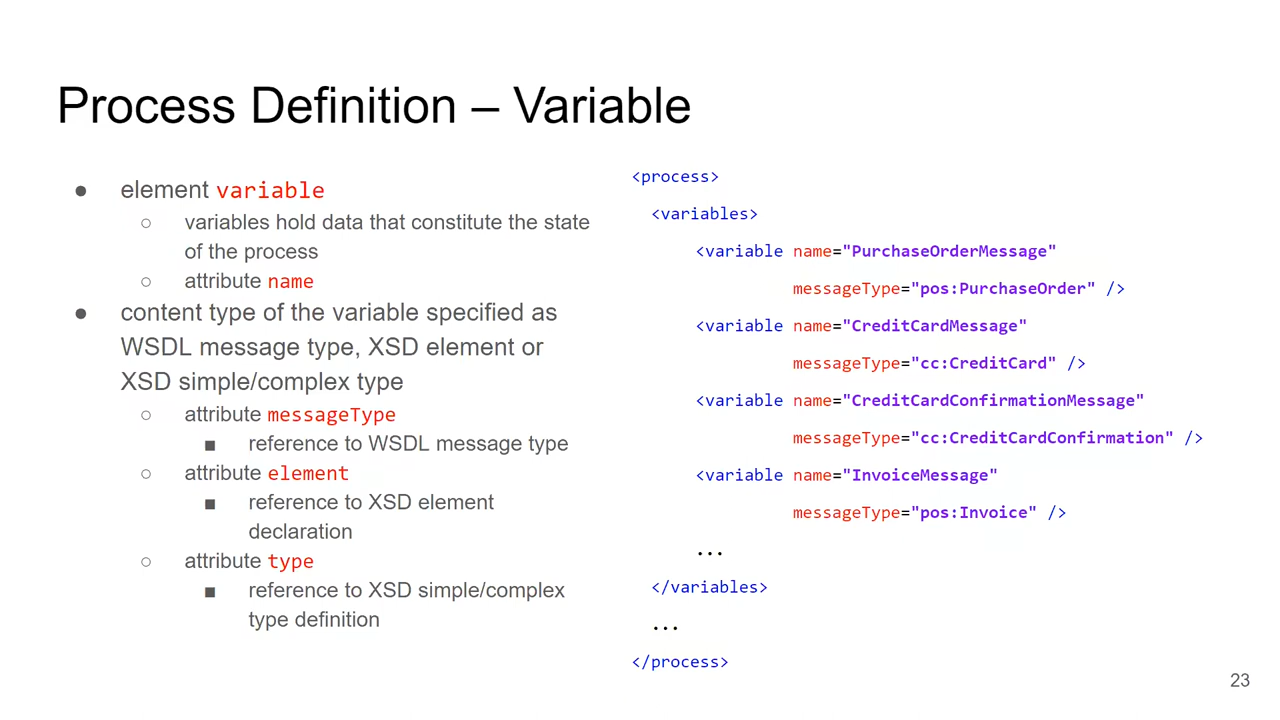 Process Definition – Variable
● element variable
○ variables hold data that constitute the state
of the process
○ attribute name
● content type of the variable specified as
WSDL message type, XSD element or
XSD simple/complex type
○ attribute messageType
■ reference to WSDL message type
○ attribute element
■ reference to XSD element
declaration
○ attribute type
■ reference to XSD simple/complex
type definition
<process>
<variables>
<variable name="PurchaseOrderMessage"
messageType="pos:PurchaseOrder" />
<variable name="CreditCardMessage"
messageType="cc:CreditCard" />
<variable name="CreditCardConfirmationMessage"
messageType="cc:CreditCardConfirmation" />
<variable name="InvoiceMessage"
messageType="pos:Invoice" />
...
</variables>
...
</process>
23